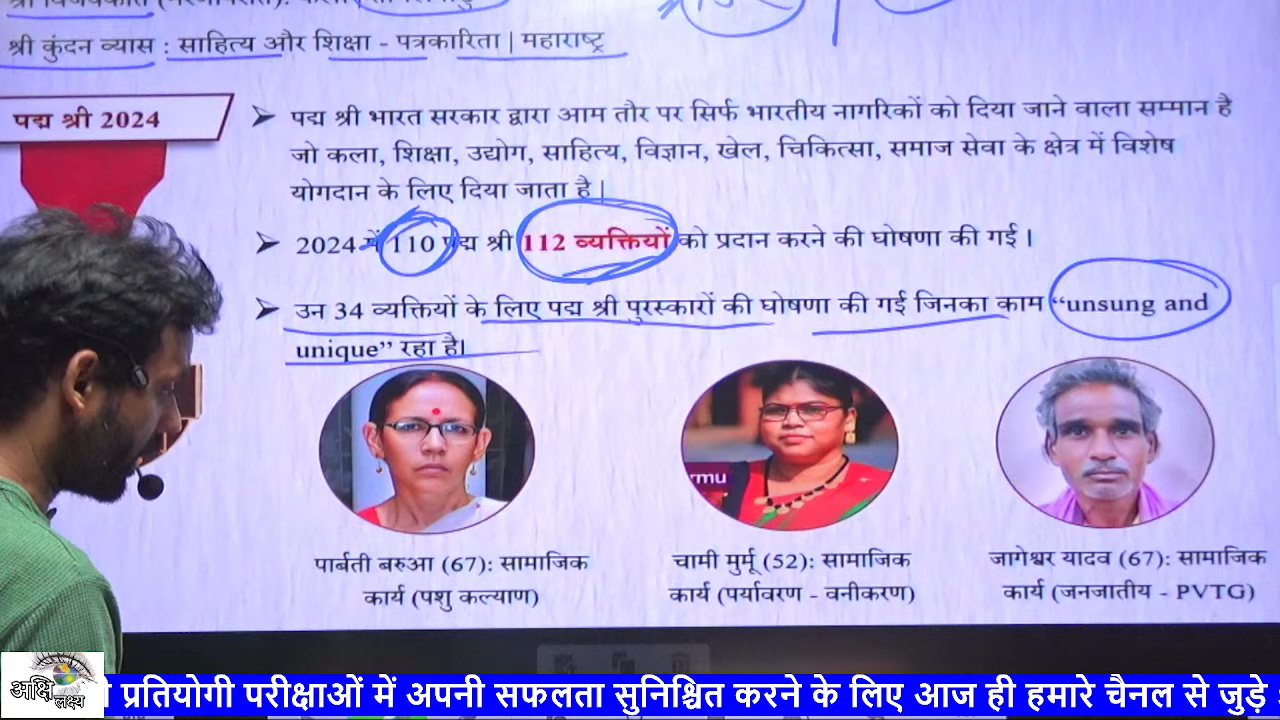 श्री कुंदन व्यास : साहित्य और शिक्षा - पत्रकारिता | महाराष्ट्र
पद्म श्री 2024
➤ पद्म श्री भारत सरकार द्वारा आम तौर पर सिर्फ भारतीय नागरिकों को दिया जाने वाला सम्मान है
जो कला, शिक्षा, उद्योग, साहित्य, विज्ञान, खेल, चिकित्सा, समाज सेवा के क्षेत्र में विशेष
योगदान के लिए दिया जाता है|
➤ 2024 में 110 पद्म श्री 112 व्यक्तियों को प्रदान करने की घोषणा की गई।
➤ उन 34 व्यक्तियों के लिए पद्म श्री पुरस्कारों की घोषणा की गई जिनका काम “unsung and
unique” रहा है।
rmu
पार्बती बरुआ (67): सामाजिक
कार्य (पशु कल्याण)
चामी मुर्मू (52): सामाजिक
कार्य (पर्यावरण - वनीकरण)
जागेश्वर यादव (67): सामाजिक
कार्य (जनजातीय - PVTG)
अक्षि
लक्ष्य
प्रतियोगी परीक्षाओं में अपनी सफलता सुनिश्चित करने के लिए आज ही हमारे चैनल से जुड़े